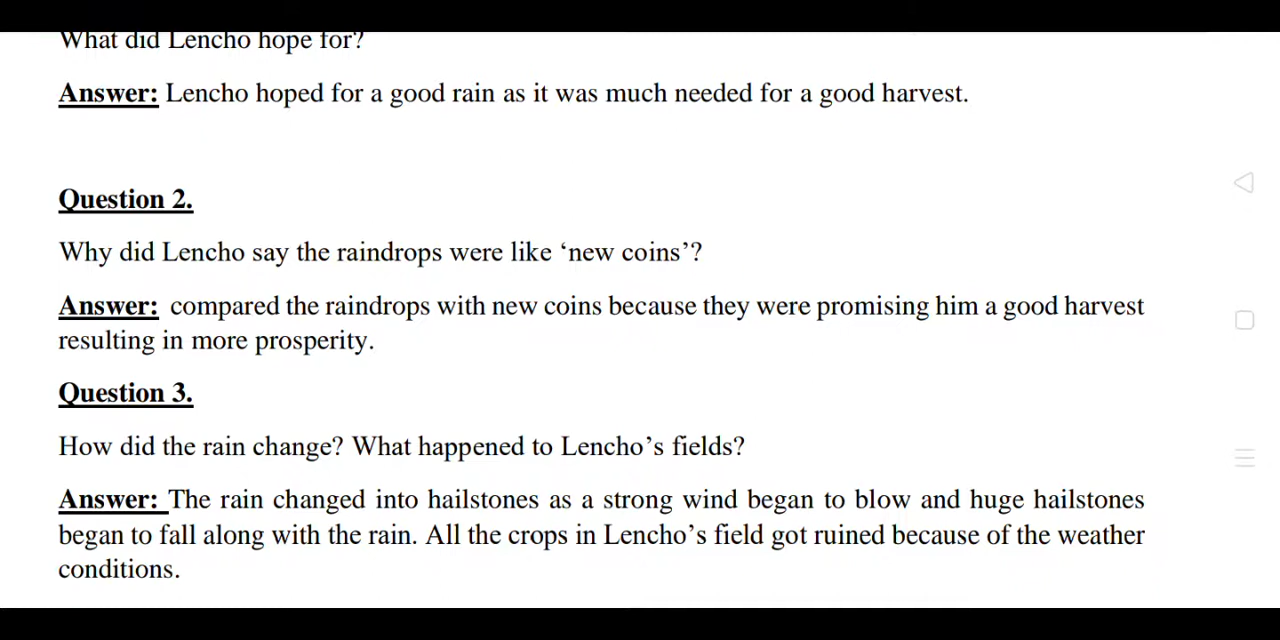 What did Lencho hope for?
Answer: Lencho hoped for a good rain as it was much needed for a good harvest.
Question 2.
Why did Lencho say the raindrops were like ‘new coins’?
Answer: compared the raindrops with new coins because they were promising him a good harvest
resulting in more prosperity.
Question 3.
How did the rain change? What happened to Lencho’s fields?
Answer: The rain changed into hailstones as a strong wind began to blow and huge hailstones
began to fall along with the rain. All the crops in Lencho’s field got ruined because of the weather
conditions.